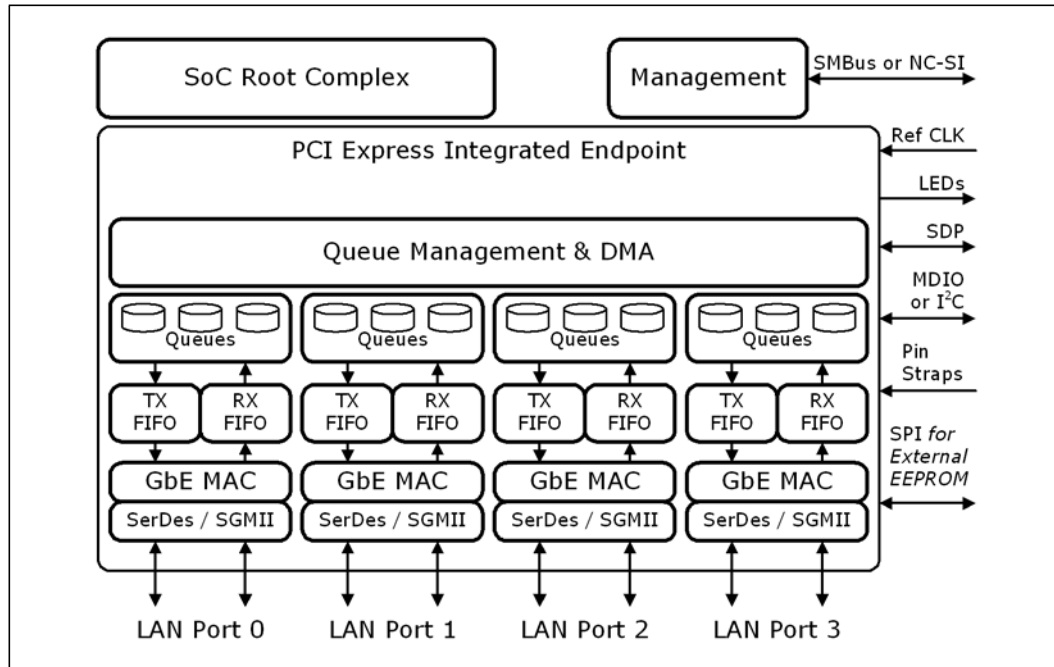 SoC Root Complex
Management
SMBus or NC-SI
PCI Express Integrated Endpoint
Ref CLK
LEDs
Queue Management & DMA
SDP
MDIO
or I²C
Queues
Queues
Queues
Queues
Pin
Straps
TX
FIFO
RX
FIFO
TX
FIFO
RX
FIFO
TX
FIFO
RX
FIFO
TX
FIFO
RX
FIFO
SPI for
External
EEPROM
GbE MAC
GbE MAC
GbE MAC
GbE MAC
SerDes / SGMII
SerDes / SGMII
SerDes / SGMII
SerDes / SGMII
LAN Port 0
LAN Port 1
LAN Port 2
LAN Port 3